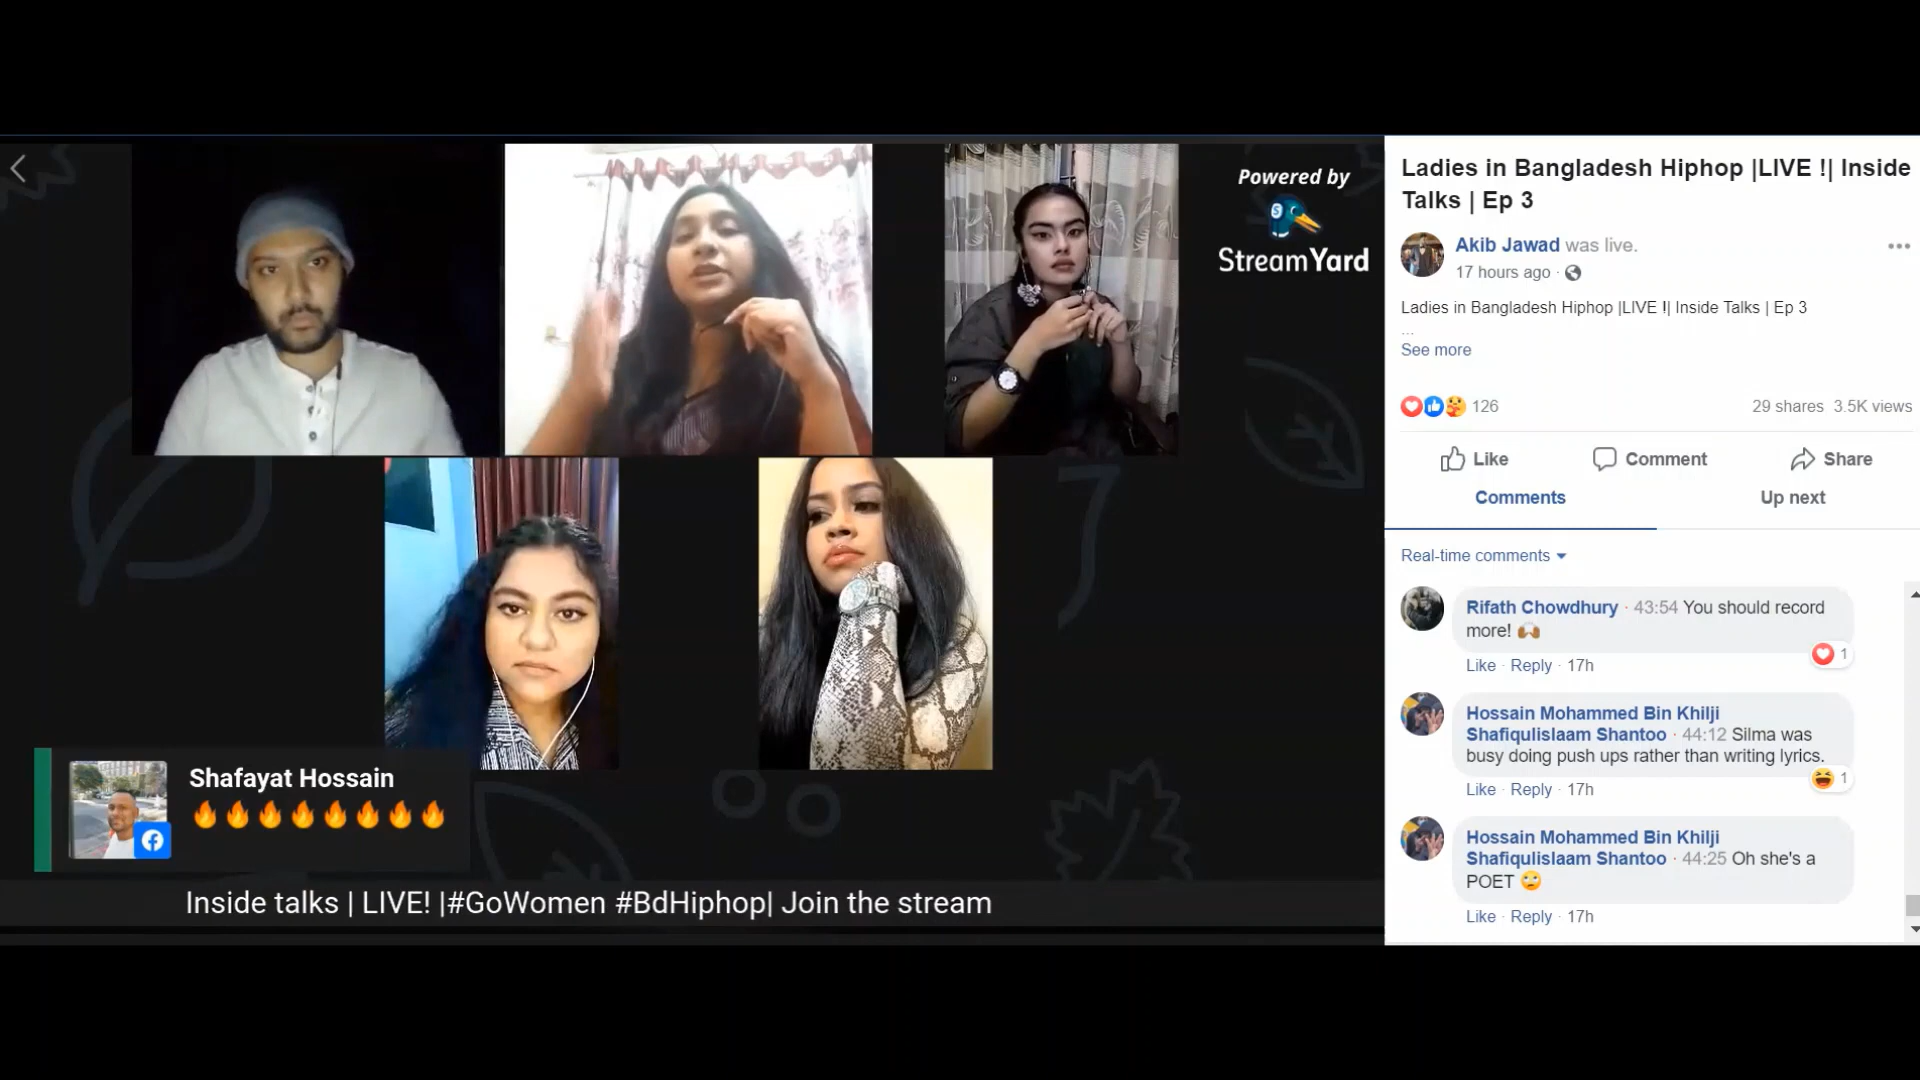 Powered by
StreamYard
Shafayat Hossain
🔥🔥🔥🔥🔥🔥🔥🔥
Inside talks | LIVE! |#GoWomen #BdHiphop| Join the stream
Ladies in Bangladesh Hiphop |LIVE !| Inside
Talks | Ep 3
Akib Jawad was live.
17 hours ago ·
Ladies in Bangladesh Hiphop |LIVE !| Inside Talks | Ep 3
...
See more
126
29 shares 3.5K views
Like Comment Share
Comments Up next
Real-time comments
Rifath Chowdhury · 43:54 You should record
more! 🙌🏾
1
Like · Reply · 17h
Hossain Mohammed Bin Khilji
Shafiqulislaam Shantoo · 44:12 Silma was
busy doing push ups rather than writing lyrics.
1
Like · Reply · 17h
Hossain Mohammed Bin Khilji
Shafiqulislaam Shantoo · 44:25 Oh she's a
POET 🙄
Like · Reply · 17h